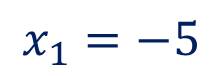 x₁ = −5